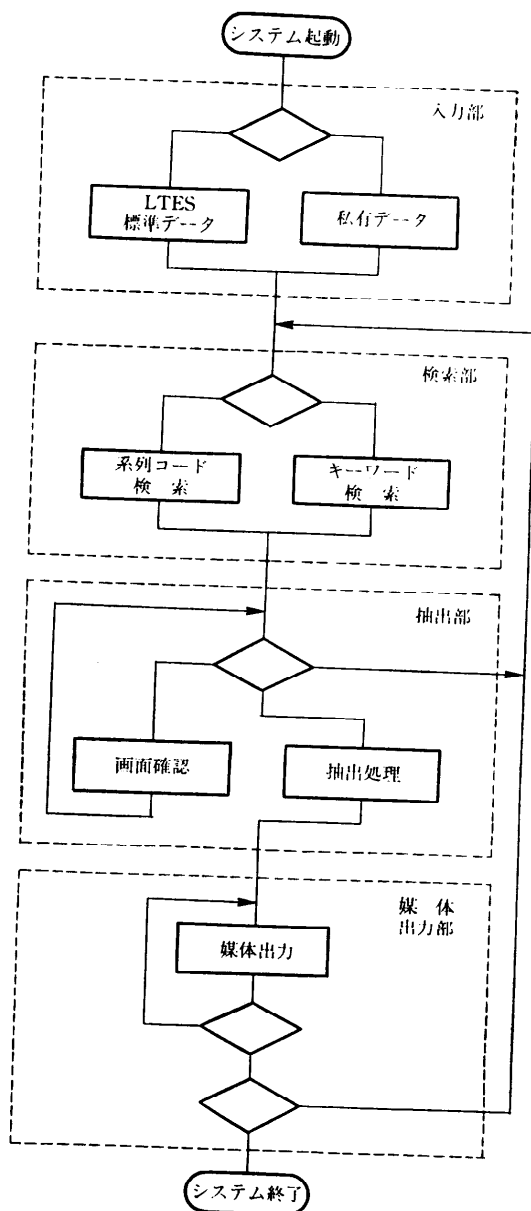 システム起動
入力部
LTES
標準データ
私有データ
検索部
系列コード
検　索
キーワード
検　索
抽出部
画面確認
抽出処理
媒　体
出力部
媒体出力
システム終了